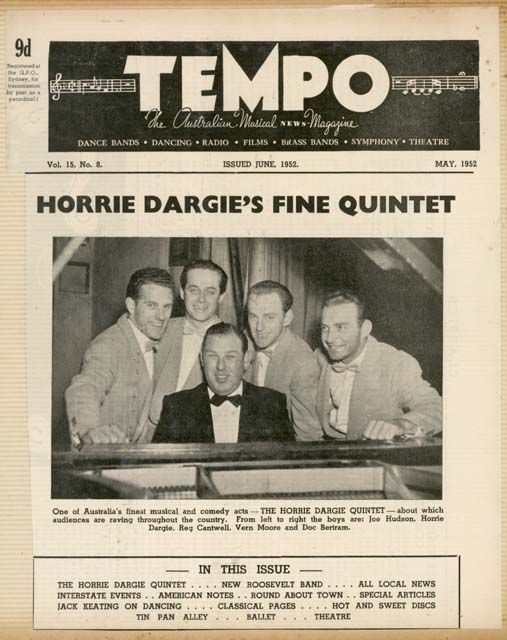 9d
Registered at
the G.P.O.,
Sydney, for
transmission
by post as a
periodical.)
TEMPO
The Australian Musical NEWS-Magazine
DANCE BANDS • DANCING • RADIO • FILMS • BRASS BANDS • SYMPHONY • THEATRE
Vol. 15, No. 8. ISSUED JUNE, 1952. MAY, 1952
HORRIE DARGIE'S FINE QUINTET
One of Australia's finest musical and comedy acts — THE HORRIE DARGIE QUINTET — about which
audiences are raving throughout the country. From left to right the boys are: Joe Hudson, Horrie
Dargie, Reg Cantwell, Vern Moore and Doc Bertram.
— IN THIS ISSUE —
THE HORRIE DARGIE QUINTET . . . . NEW ROOSEVELT BAND . . . . ALL LOCAL NEWS
INTERSTATE EVENTS . . AMERICAN NOTES . . ROUND ABOUT TOWN . . SPECIAL ARTICLES
JACK KEATING ON DANCING . . . . CLASSICAL PAGES . . . . HOT AND SWEET DISCS
TIN PAN ALLEY . . . BALLET . . . THEATRE